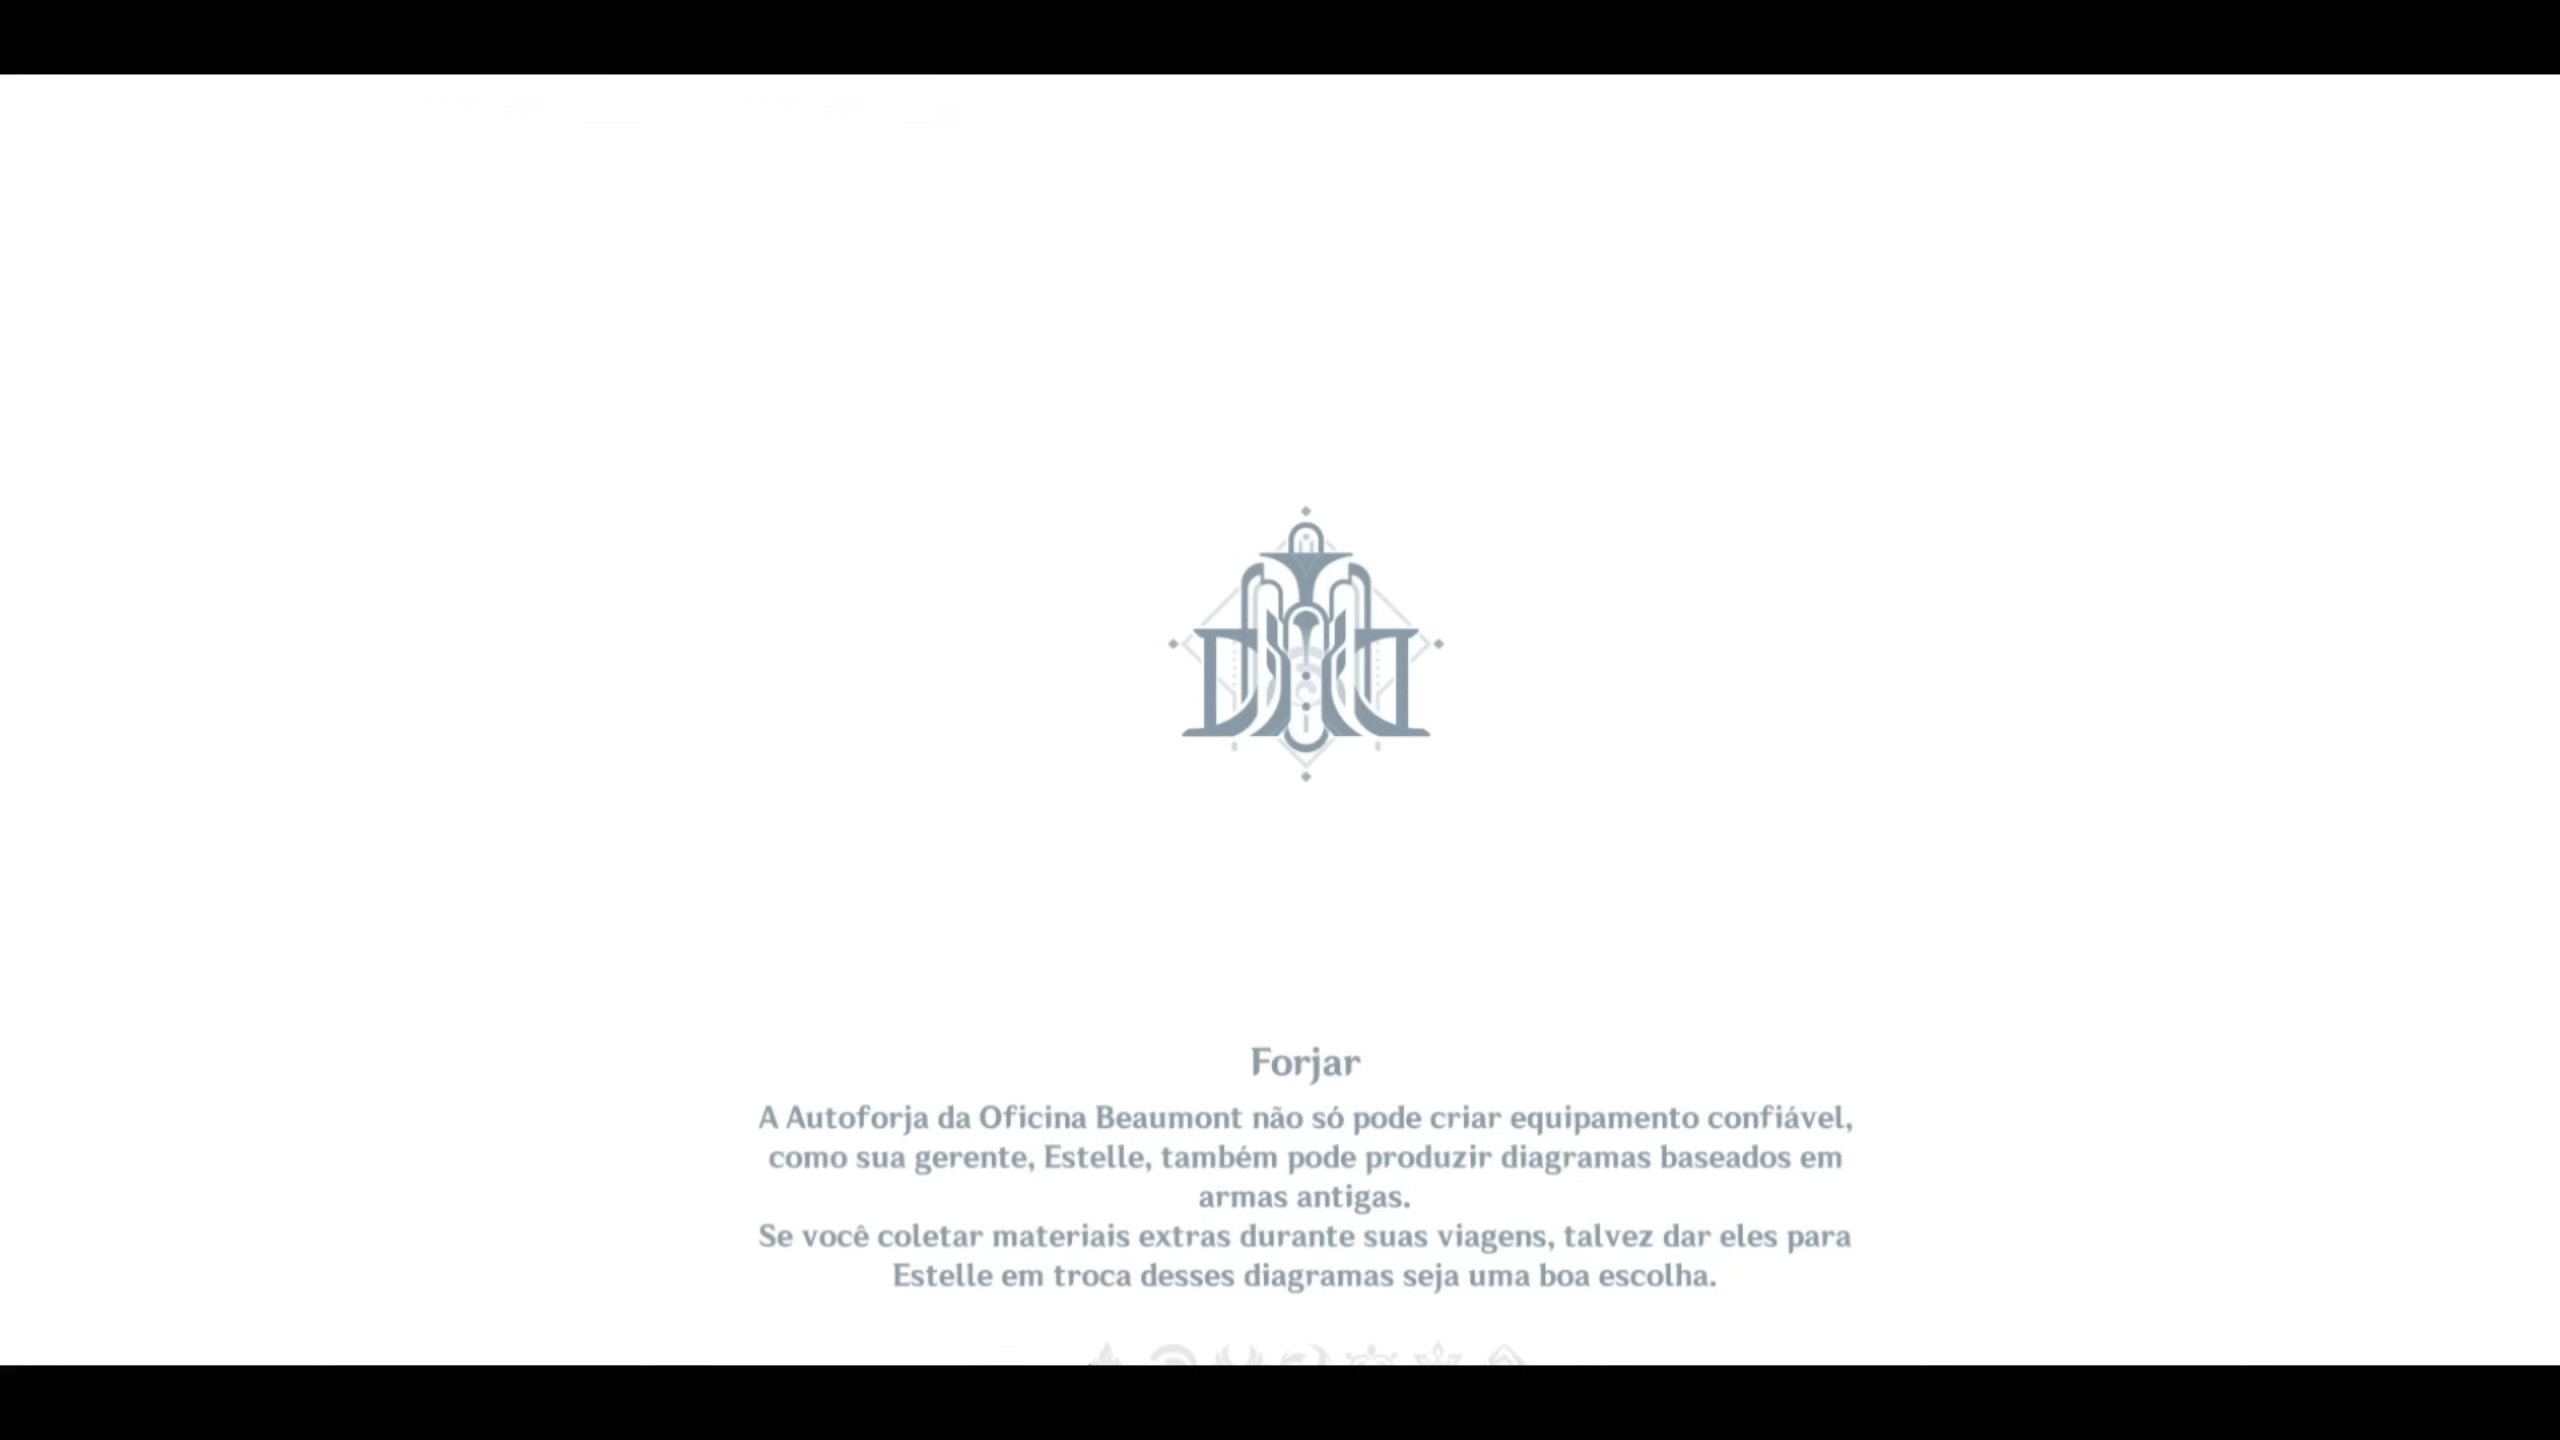 Forjar
A Autoforja da Oficina Beaumont não só pode criar equipamento confiável,
como sua gerente, Estelle, também pode produzir diagramas baseados em
armas antigas.
Se você coletar materiais extras durante suas viagens, talvez dar eles para
Estelle em troca desses diagramas seja uma boa escolha.